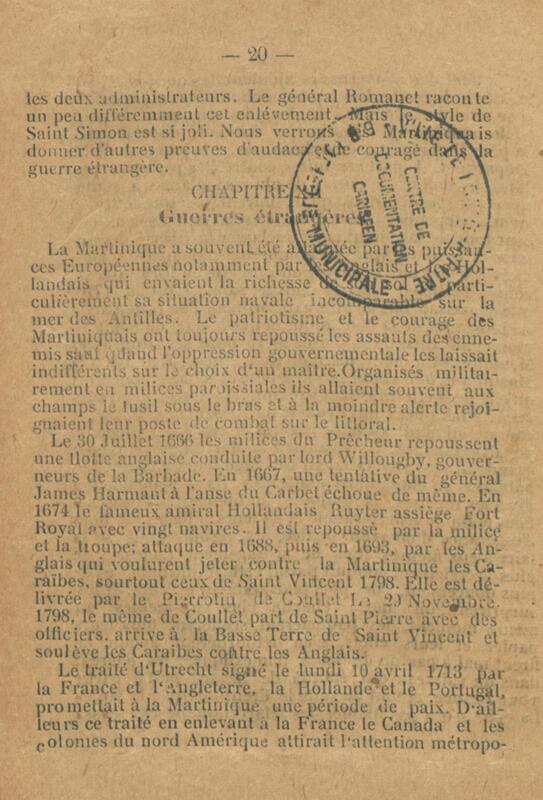 — 20 —
les deux administrateurs. Le général Romanet raconte
un peu différemment cet enlévement. Mais le style de
Saint Simon est si joli. Nous verrons les Martiniquais
donner d'autres preuves d'audace et de courage dans la
guerre étrangère.
CHAPITRE
Guerres étrangères
La Martinique a souvent été attaquée par les puissan-
ces Européennes notamment par les Anglais et les Hol-
landais qui envaient la richesse de son sol et parti-
culièrement sa situation navale incomparable sur la
mer des Antilles. Le patriotisme et le courage des
Martiniquais ont toujours repoussé les assauts des enne-
mis sauf quand l'oppression gouvernementale les laissait
indifférents sur le choix d'un maître. Organisés militai-
rement en milices paroissiales ils allaient souvent aux
champs le fusil sous le bras et à la moindre alerte rejoi-
gnaient leur poste de combat sur le littoral.
Le 30 Juillet 1666 les milices du Prêcheur repoussent
une flotte anglaise conduite par lord Willougby, gouver-
neurs de la Barbade. En 1667, une tentative du général
James Harmant à l'anse du Carbet échoue de même. En
1674 le fameux amiral Hollandais Ruyter assiège Fort
Royal avec vingt navires. Il est repoussé par la milice
et la troupe; attaque en 1688, puis en 1693, par les An-
glais qui voulurent jeter contre la Martinique les Ca-
raïbes, sourtout ceux de Saint Vincent 1798. Elle est dé-
livrée par le Pierrotin de Coullet Le 29 Novembre
1798, le même de Coullet part de Saint Pierre avec des
officiers, arrive à la Basse Terre de Saint Vincent et
soulève les Caraïbes contre les Anglais.
Le traité d'Utrecht signé le lundi 10 avril 1713 par
la France et l'Angleterre, la Hollande et le Portugal,
promettait à la Martinique une période de paix. D'ail-
leurs ce traité en enlevant à la France le Canada et les
colonies du nord Amérique attirait l'attention métropo-
MUNICIPALE
CENTRE DE
DOCUMENTATION
CARIBEEN